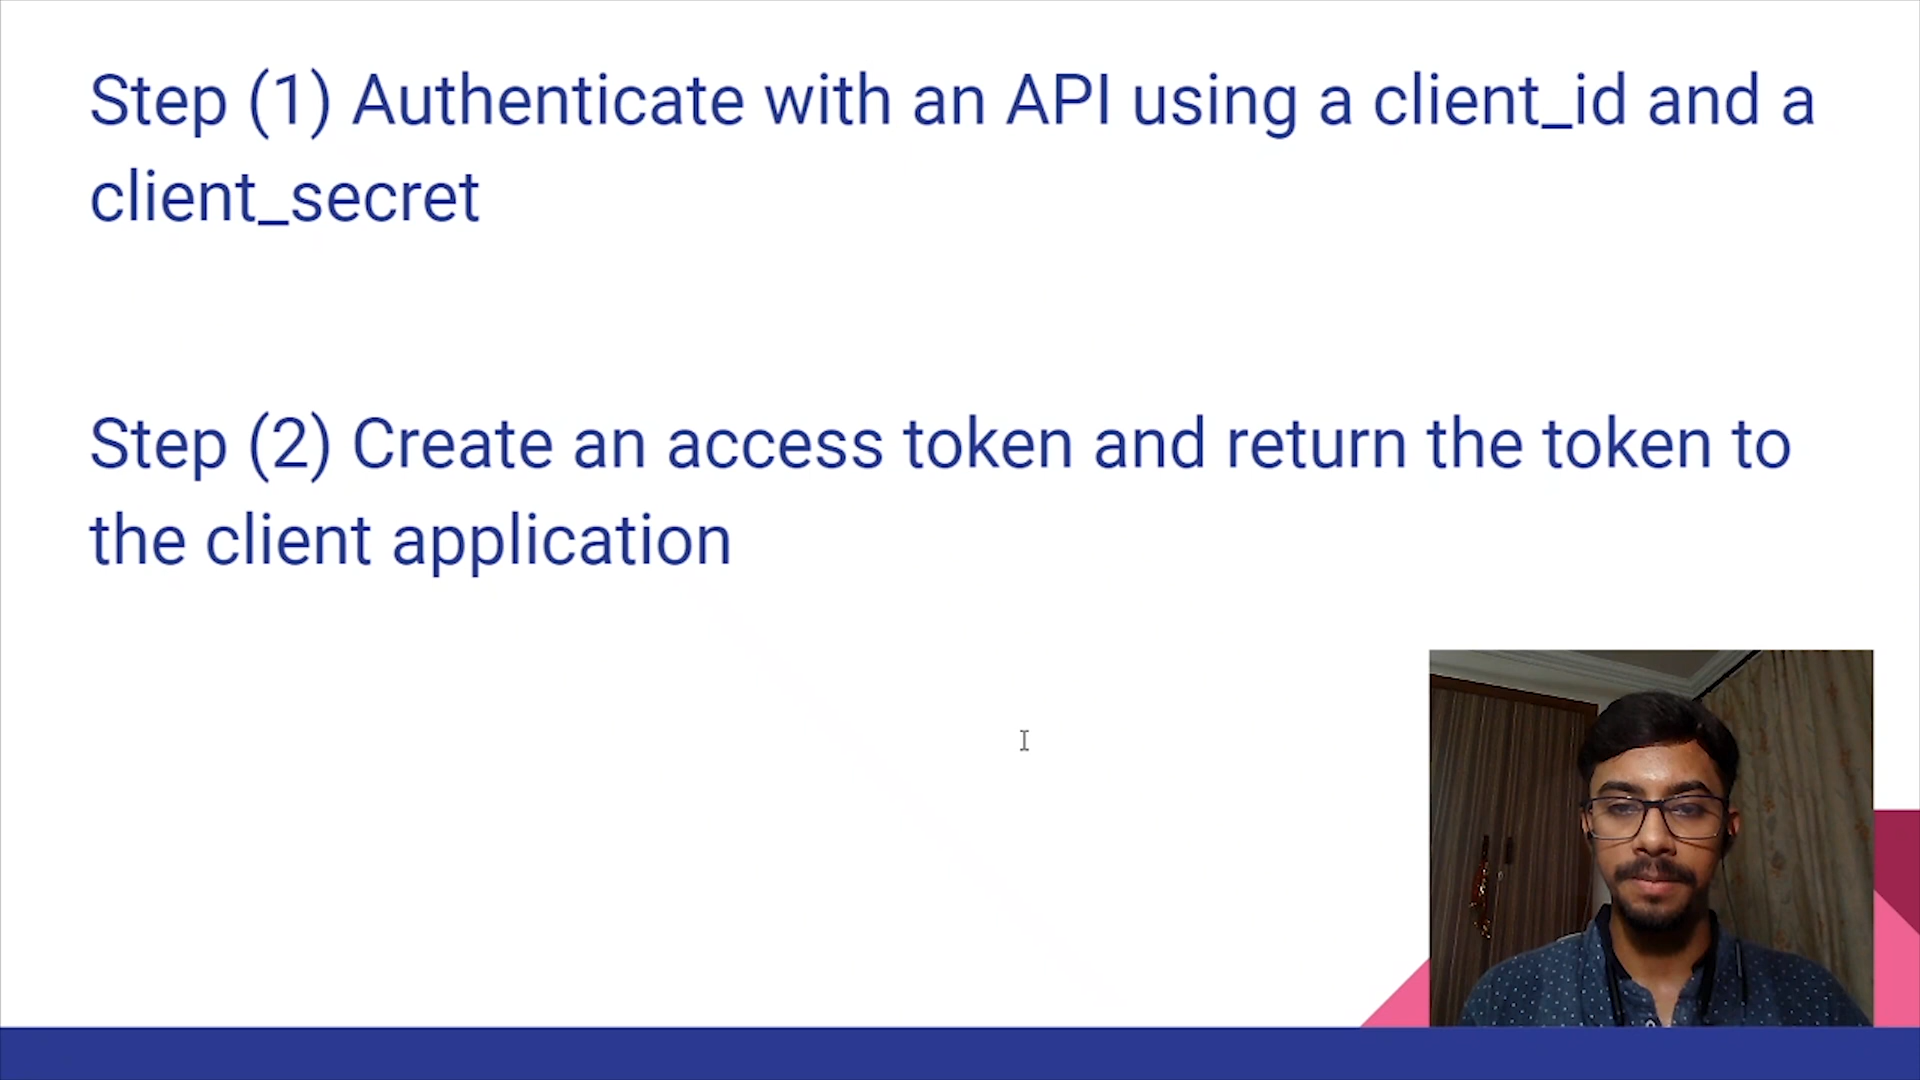 Step (1) Authenticate with an API using a client_id and a
client_secret
Step (2) Create an access token and return the token to
the client application